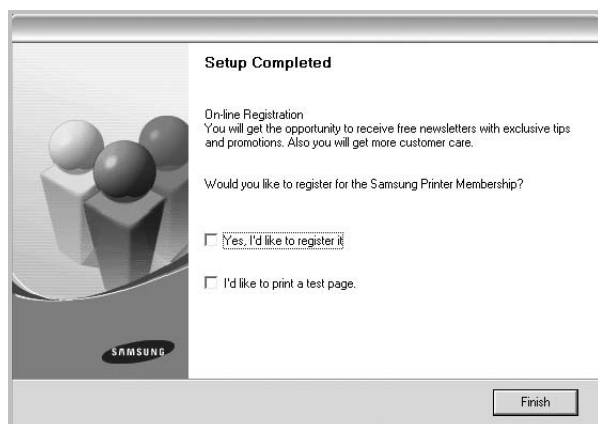 Setup Completed
On-line Registration
You will get the opportunity to receive free newsletters with exclusive tips
and promotions. Also you will get more customer care.
Would you like to register for the Samsung Printer Membership?
Yes, I'd like to register it
I'd like to print a test page.
SAMSUNG
Finish